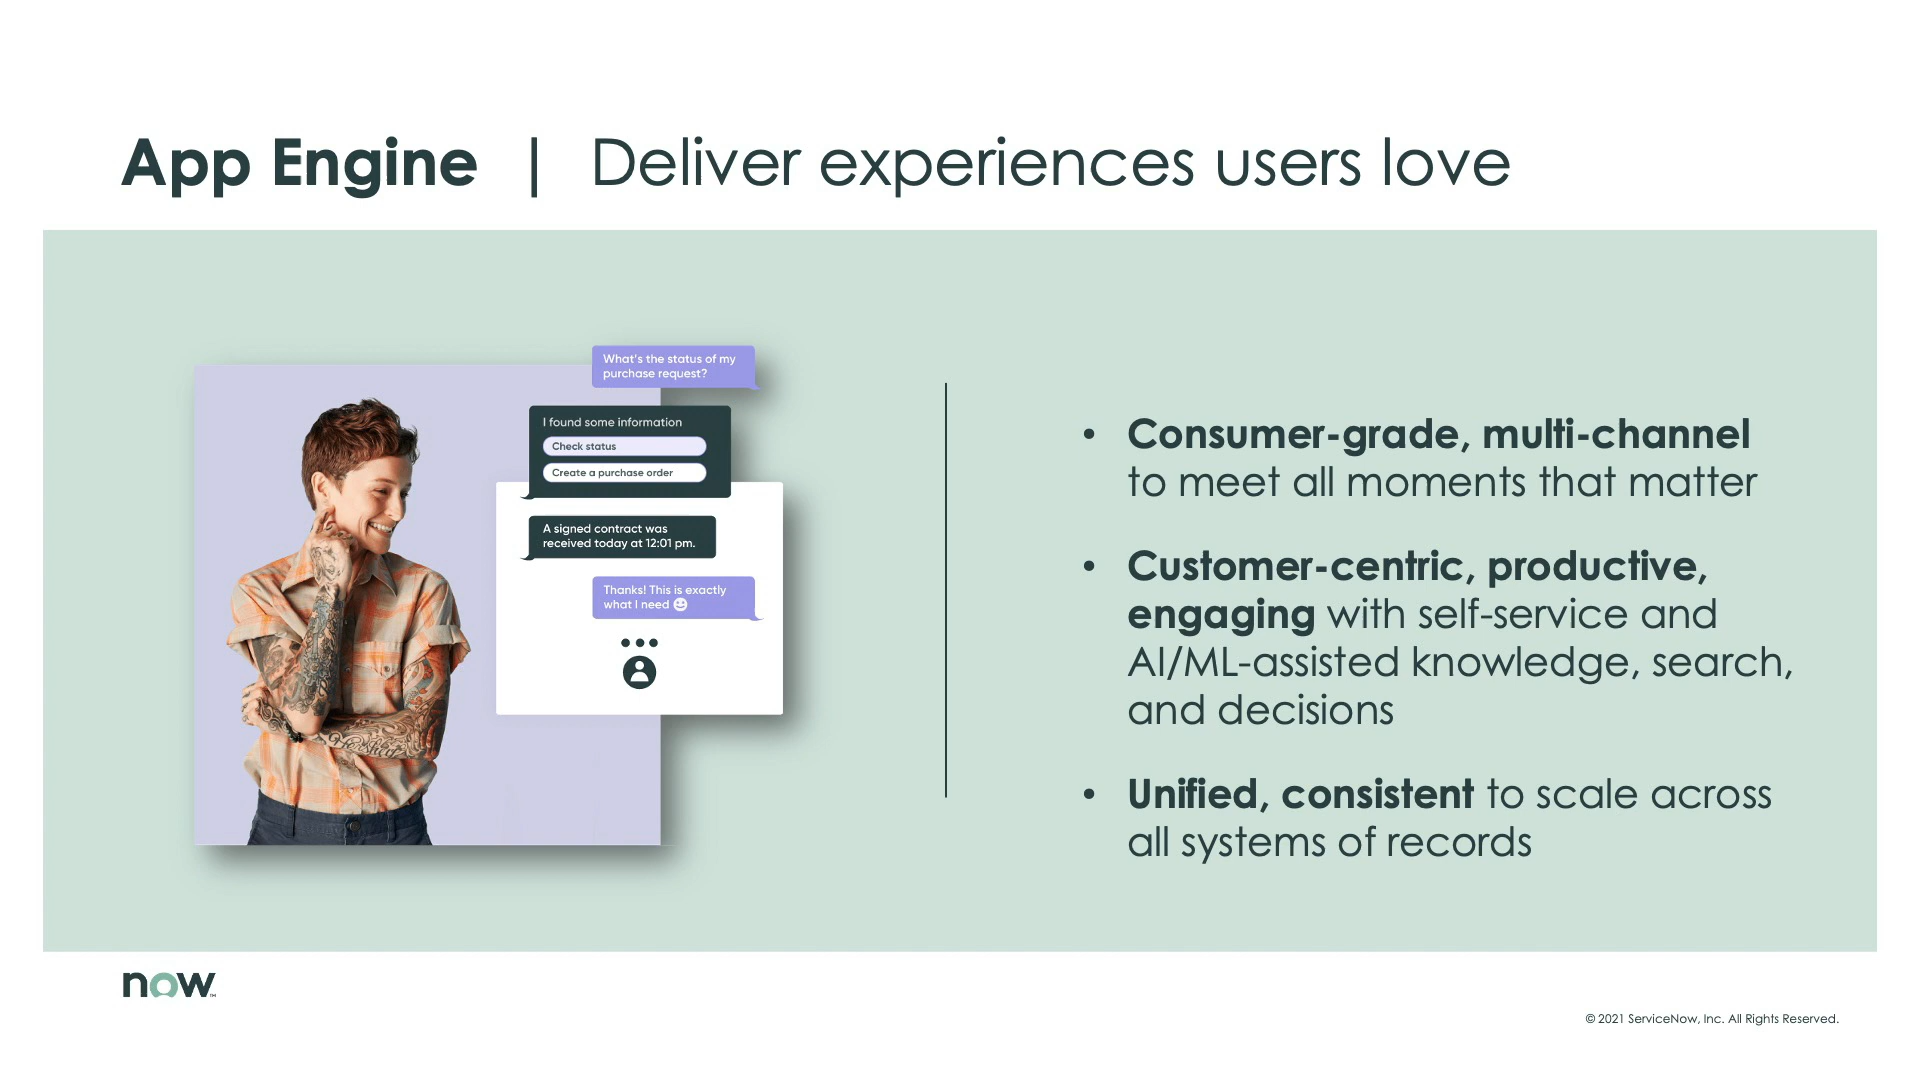 App Engine | Deliver experiences users love
What's the status of my
purchase request?
I found some information
Check status
Create a purchase order
A signed contract was
received today at 12:01 pm.
Thanks! This is exactly
what I need 😀
• Consumer-grade, multi-channel
to meet all moments that matter
• Customer-centric, productive,
engaging with self-service and
AI/ML-assisted knowledge, search,
and decisions
• Unified, consistent to scale across
all systems of records
now™
© 2021 ServiceNow, Inc. All Rights Reserved.